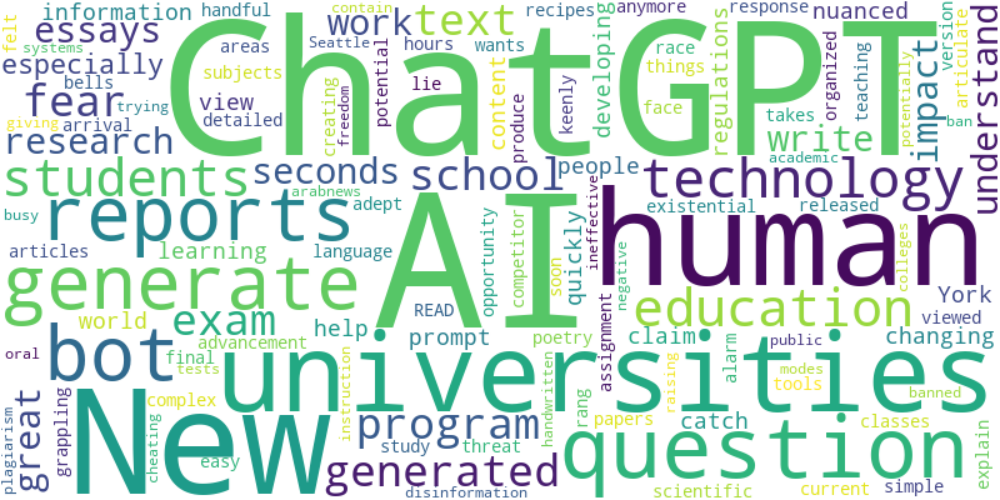 information
handful
contain
recipes
anymore
response
nuanced
felt
essays
ChatGPT
work
text
understand
systems
areas
Seattle
hours
wants
developing
race
regulations
organized
teaching
impact
version
articulate
especially
bells
subjects
potential
content
things
potentially
fear
trying
view
creating
freedom
lie
produce
keenly
face
takes
ban
giving
arrival
detailed
write
research
academic
students
seconds
school
people
technology
arabnews
adept
existential
released
busy
reports
AI
human
articles
learning
language
opportunity
competitor
soon
quickly
ineffective
negative
colleges
generate
READ
education
York
world
exam
help
prompt
poetry
assignment
claim
viewed
changing
advancement
alarm
public
oral
bot
final
tests
universities
instruction
handwritten
raising
modes
tools
banned
great
grappling
New
complex
program
rang
papers
catch
classes
plagiarism
cheating
easy
study
threat
question
explain
generated
disinformation
scientific
current
simple